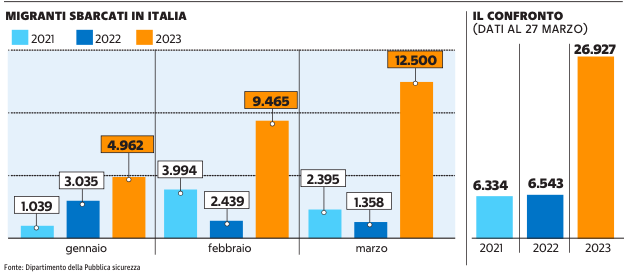 MIGRANTI SBARCATI IN ITALIA
2021 2022 2023
1.039
3.035
4.962
3.994
2.439
9.465
2.395
1.358
12.500
gennaio febbraio marzo
IL CONFRONTO
(DATI AL 27 MARZO)
6.334
6.543
26.927
2021 2022 2023
Fonte: Dipartimento della Pubblica sicurezza